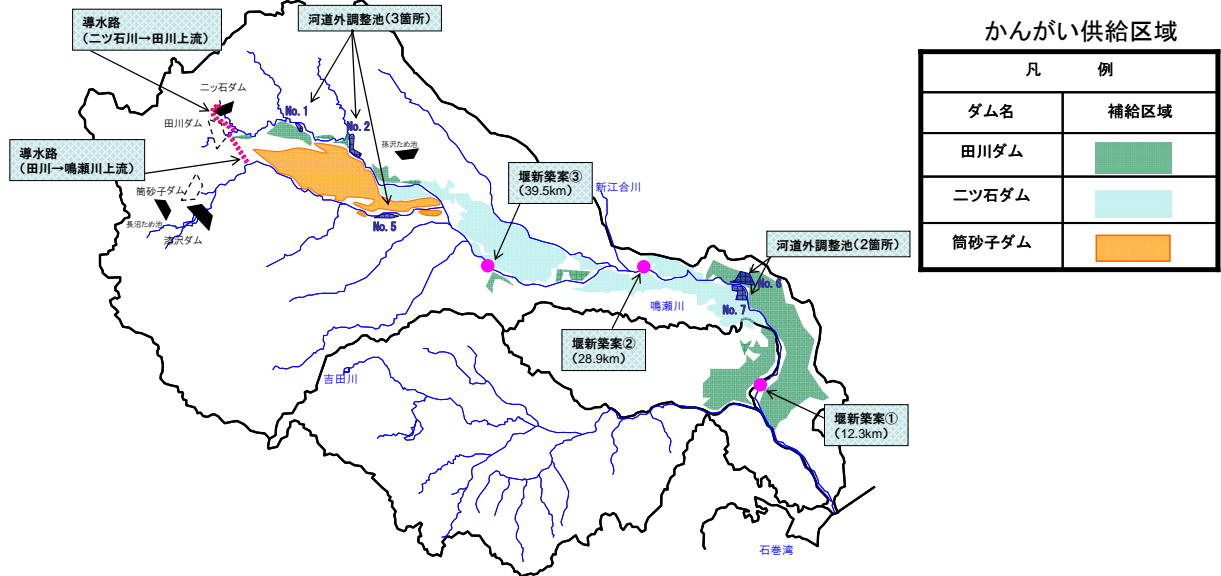 導水路
(二ツ石川→田川上流)
河道外調整池(3箇所)
二ッ石ダム
田川ダム
No.1
No.2
孫沢ため池
導水路
(田川→鳴瀬川上流)
筒砂子ダム
長沼ため池
漆沢ダム
No.5
堰新築案③
(39.5km)
新江合川
河道外調整池(2箇所)
No.6
No.7
鳴瀬川
堰新築案②
(28.9km)
吉田川
堰新築案①
(12.3km)
石巻湾
かんがい供給区域
凡 例
ダム名 補給区域
田川ダム
二ッ石ダム
筒砂子ダム